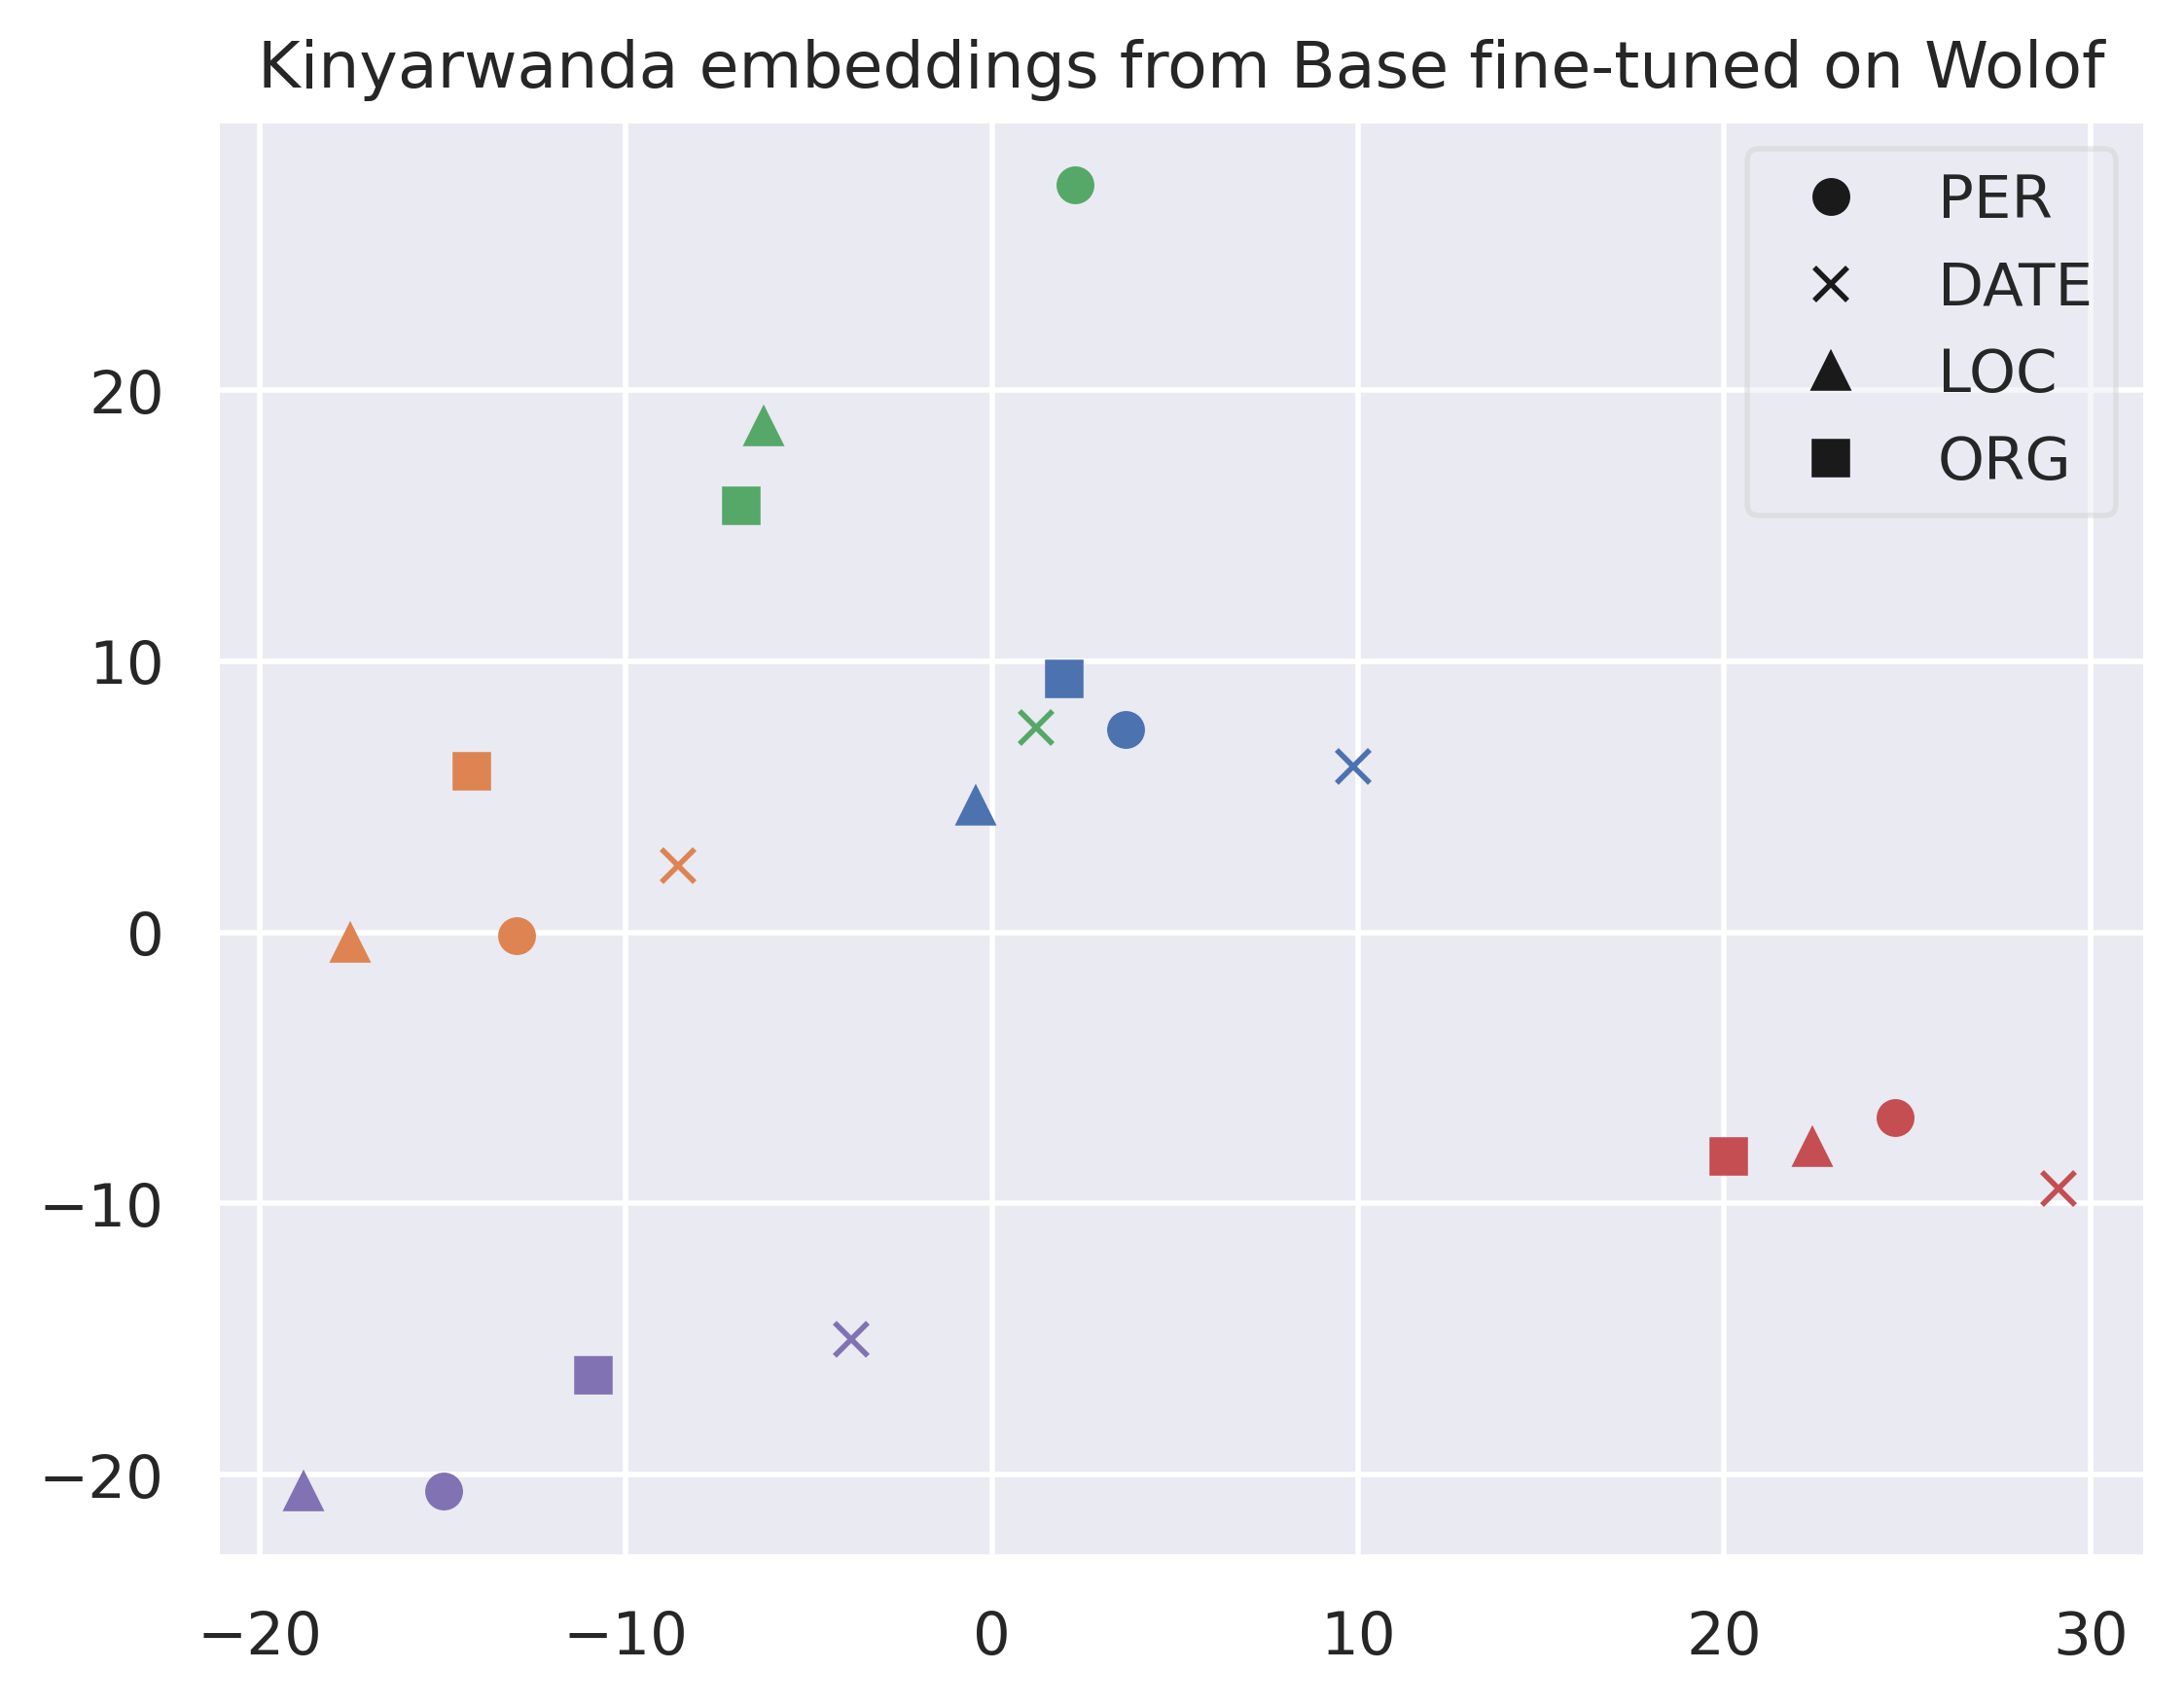 Kinyarwanda embeddings from Base fine-tuned on Wolof
PER
DATE
LOC
ORG
20
10
0
−10
−20
−20 −10 0 10 20 30